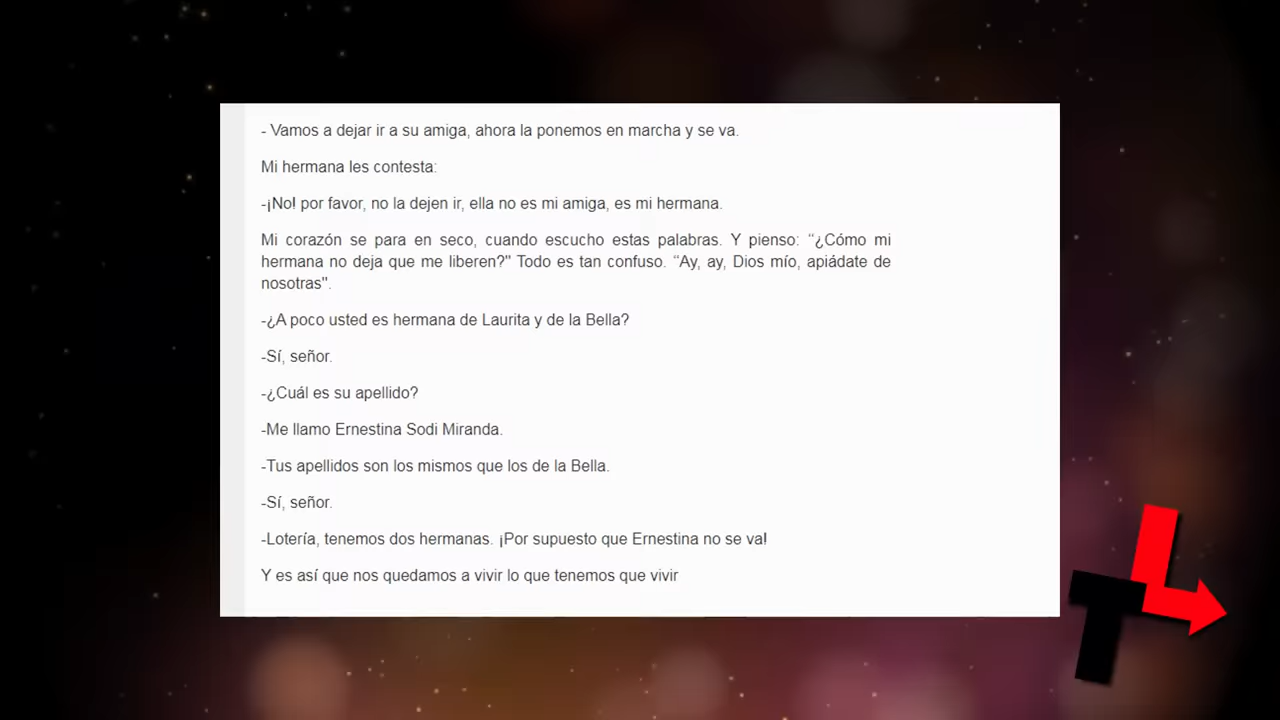 - Vamos a dejar ir a su amiga, ahora la ponemos en marcha y se va.
Mi hermana les contesta:
-¡No! por favor, no la dejen ir, ella no es mi amiga, es mi hermana.
Mi corazón se para en seco, cuando escucho estas palabras. Y pienso: “¿Cómo mi
hermana no deja que me liberen?" Todo es tan confuso. “Ay, ay, Dios mío, apiádate de
nosotras".
-¿A poco usted es hermana de Laurita y de la Bella?
-Sí, señor.
-¿Cuál es su apellido?
-Me llamo Ernestina Sodi Miranda.
-Tus apellidos son los mismos que los de la Bella.
-Sí, señor.
-Lotería, tenemos dos hermanas. ¡Por supuesto que Ernestina no se va!
Y es así que nos quedamos a vivir lo que tenemos que vivir
TL